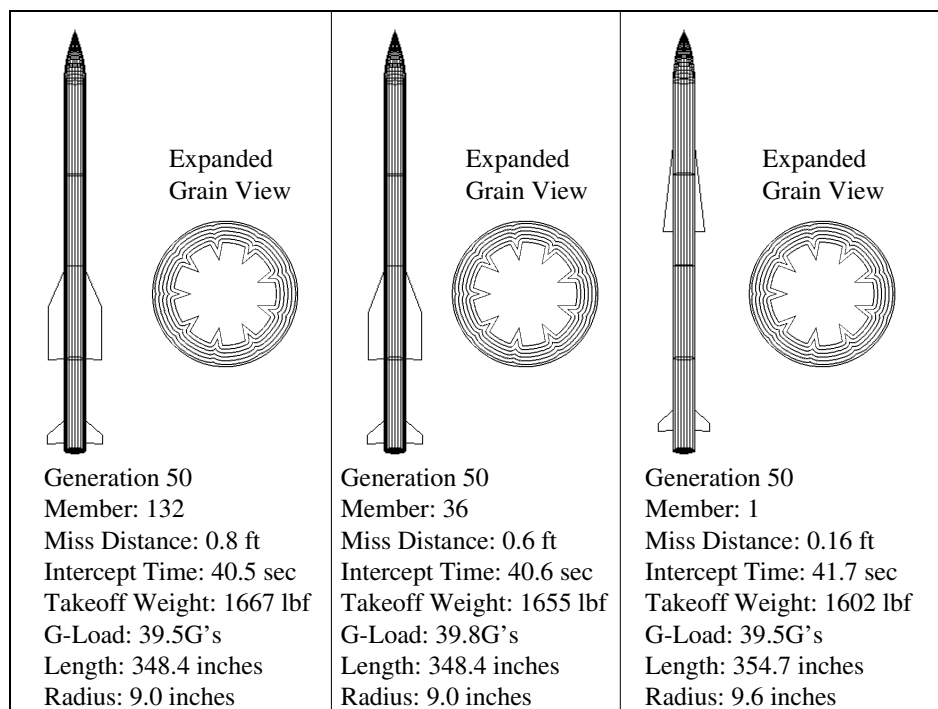 Expanded
Grain View
Generation 50
Member: 132
Miss Distance: 0.8 ft
Intercept Time: 40.5 sec
Takeoff Weight: 1667 lbf
G-Load: 39.5G's
Length: 348.4 inches
Radius: 9.0 inches
Expanded
Grain View
Generation 50
Member: 36
Miss Distance: 0.6 ft
Intercept Time: 40.6 sec
Takeoff Weight: 1655 lbf
G-Load: 39.8G's
Length: 348.4 inches
Radius: 9.0 inches
Expanded
Grain View
Generation 50
Member: 1
Miss Distance: 0.16 ft
Intercept Time: 41.7 sec
Takeoff Weight: 1602 lbf
G-Load: 39.5G's
Length: 354.7 inches
Radius: 9.6 inches